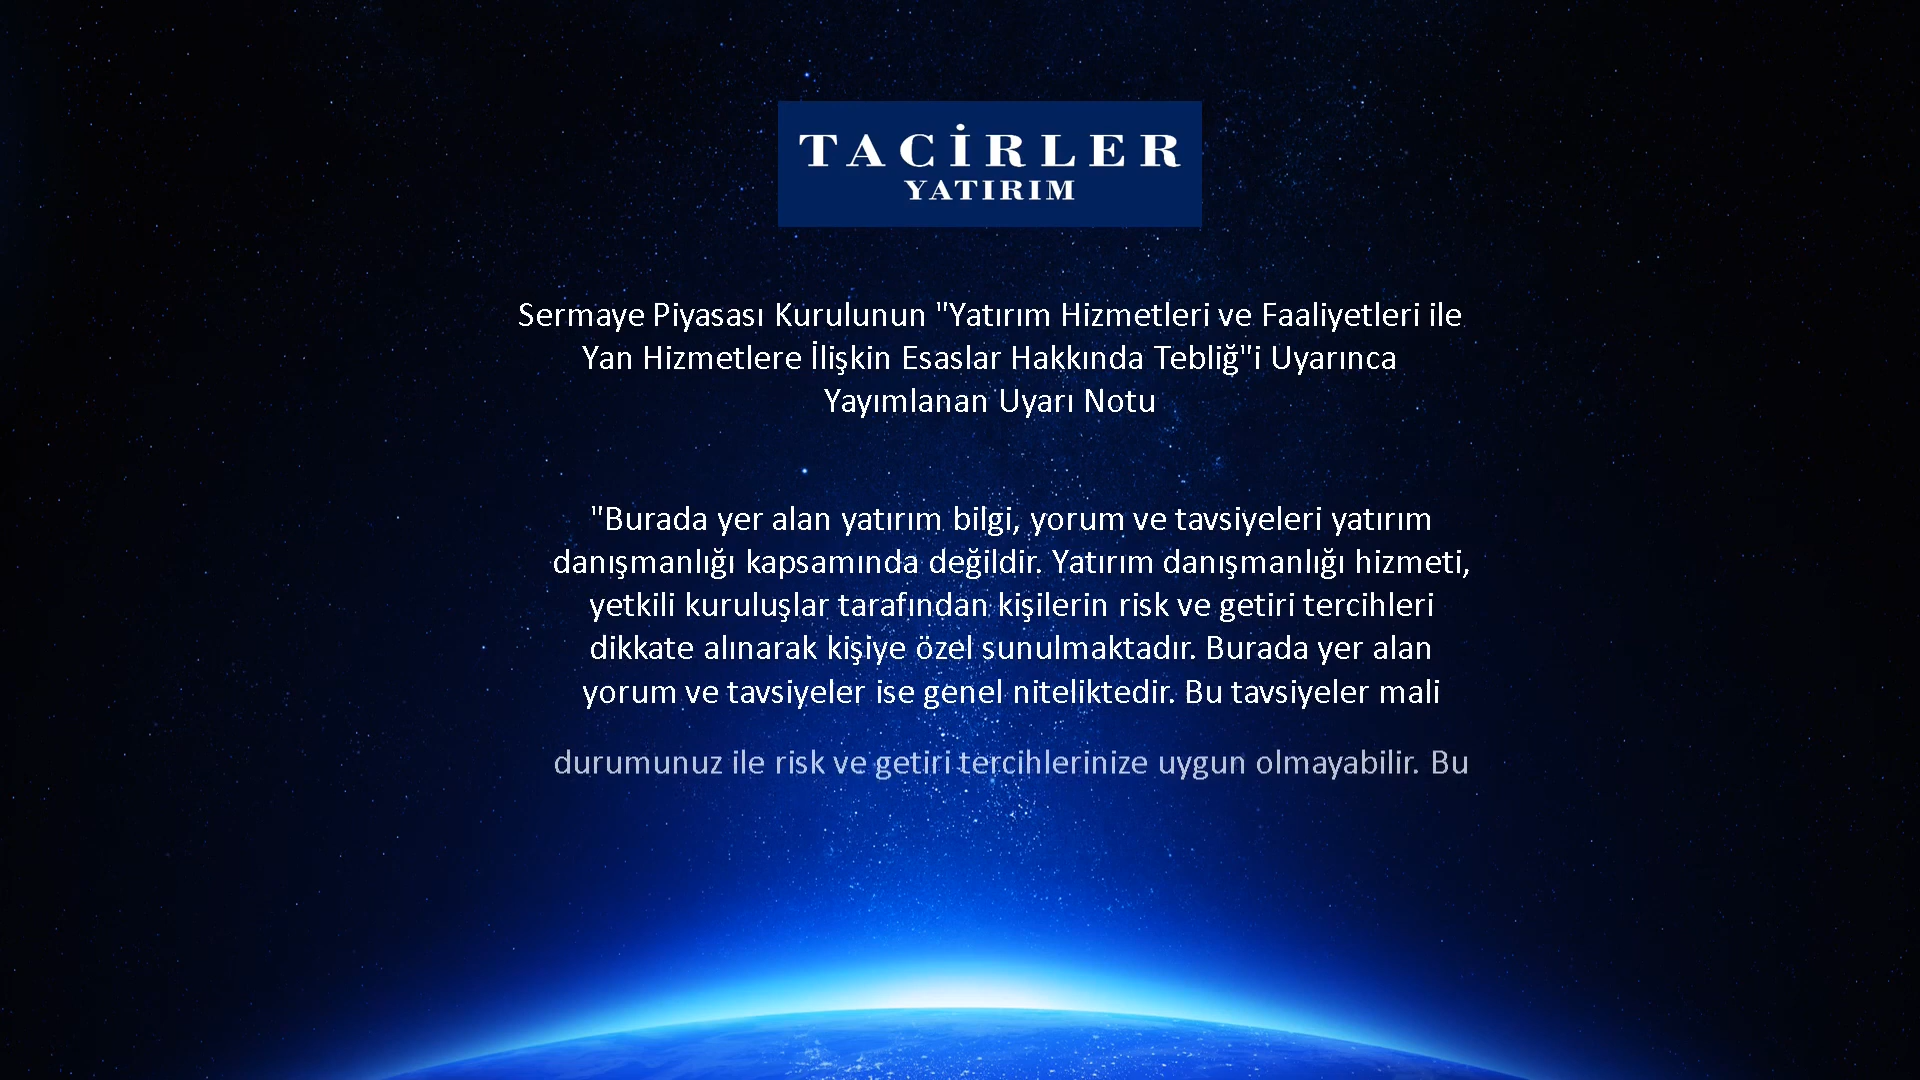 TACİRLER
YATIRIM
Sermaye Piyasası Kurulunun "Yatırım Hizmetleri ve Faaliyetleri ile
Yan Hizmetlere İlişkin Esaslar Hakkında Tebliğ"i Uyarınca
Yayımlanan Uyarı Notu
"Burada yer alan yatırım bilgi, yorum ve tavsiyeleri yatırım
danışmanlığı kapsamında değildir. Yatırım danışmanlığı hizmeti,
yetkili kuruluşlar tarafından kişilerin risk ve getiri tercihleri
dikkate alınarak kişiye özel sunulmaktadır. Burada yer alan
yorum ve tavsiyeler ise genel niteliktedir. Bu tavsiyeler mali
durumunuz ile risk ve getiri tercihlerinize uygun olmayabilir. Bu